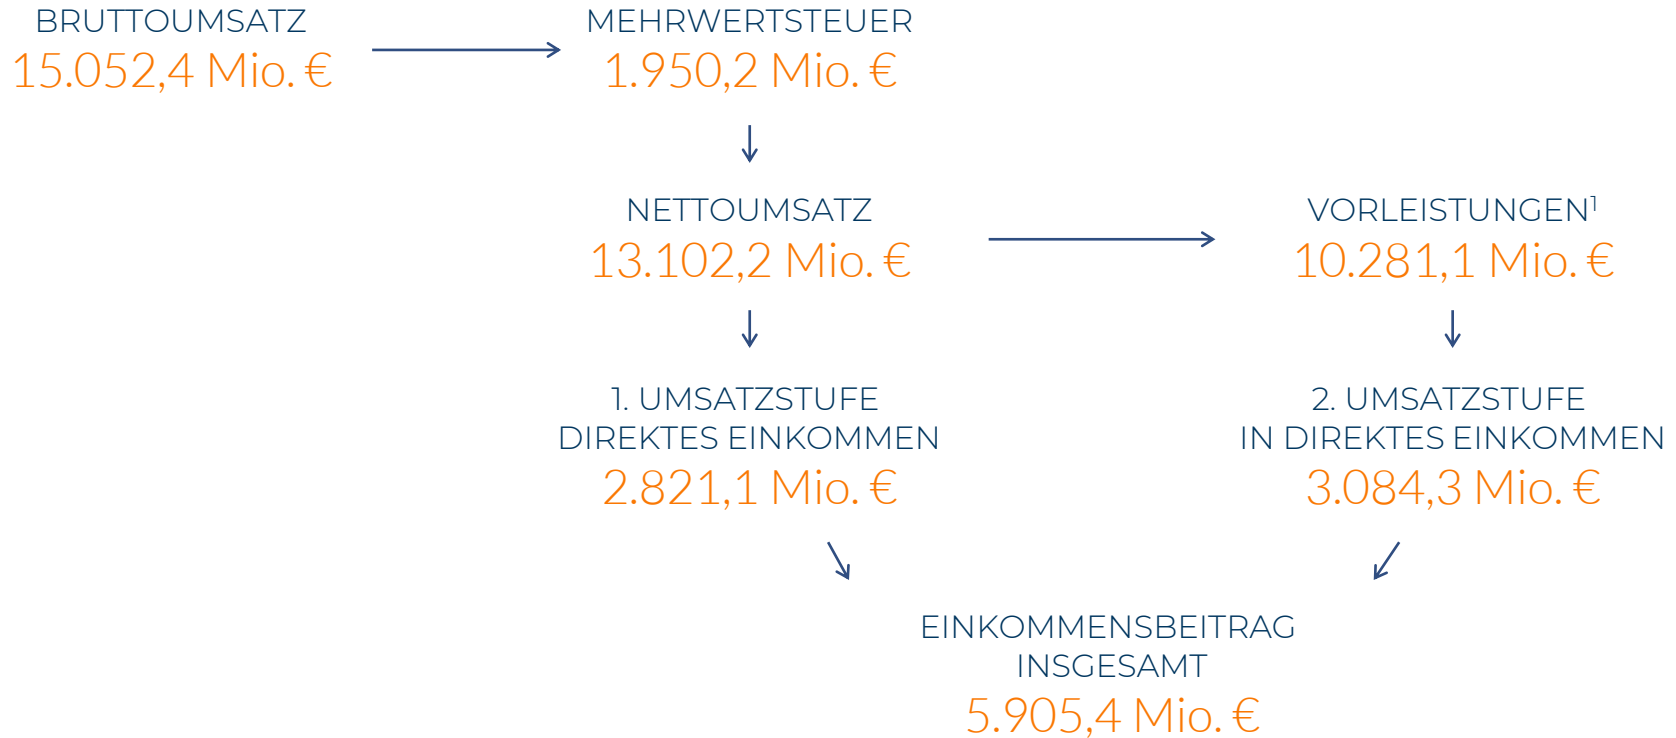 BRUTTOUMSATZ
15.052,4 Mio. €
MEHRWERTSTEUER
1.950,2 Mio. €
NETTOUMSATZ
13.102,2 Mio. €
VORLEISTUNGEN¹
10.281,1 Mio. €
1. UMSATZSTUFE
DIREKTES EINKOMMEN
2.821,1 Mio. €
2. UMSATZSTUFE
IN DIREKTES EINKOMMEN
3.084,3 Mio. €
EINKOMMENSBEITRAG
INSGESAMT
5.905,4 Mio. €